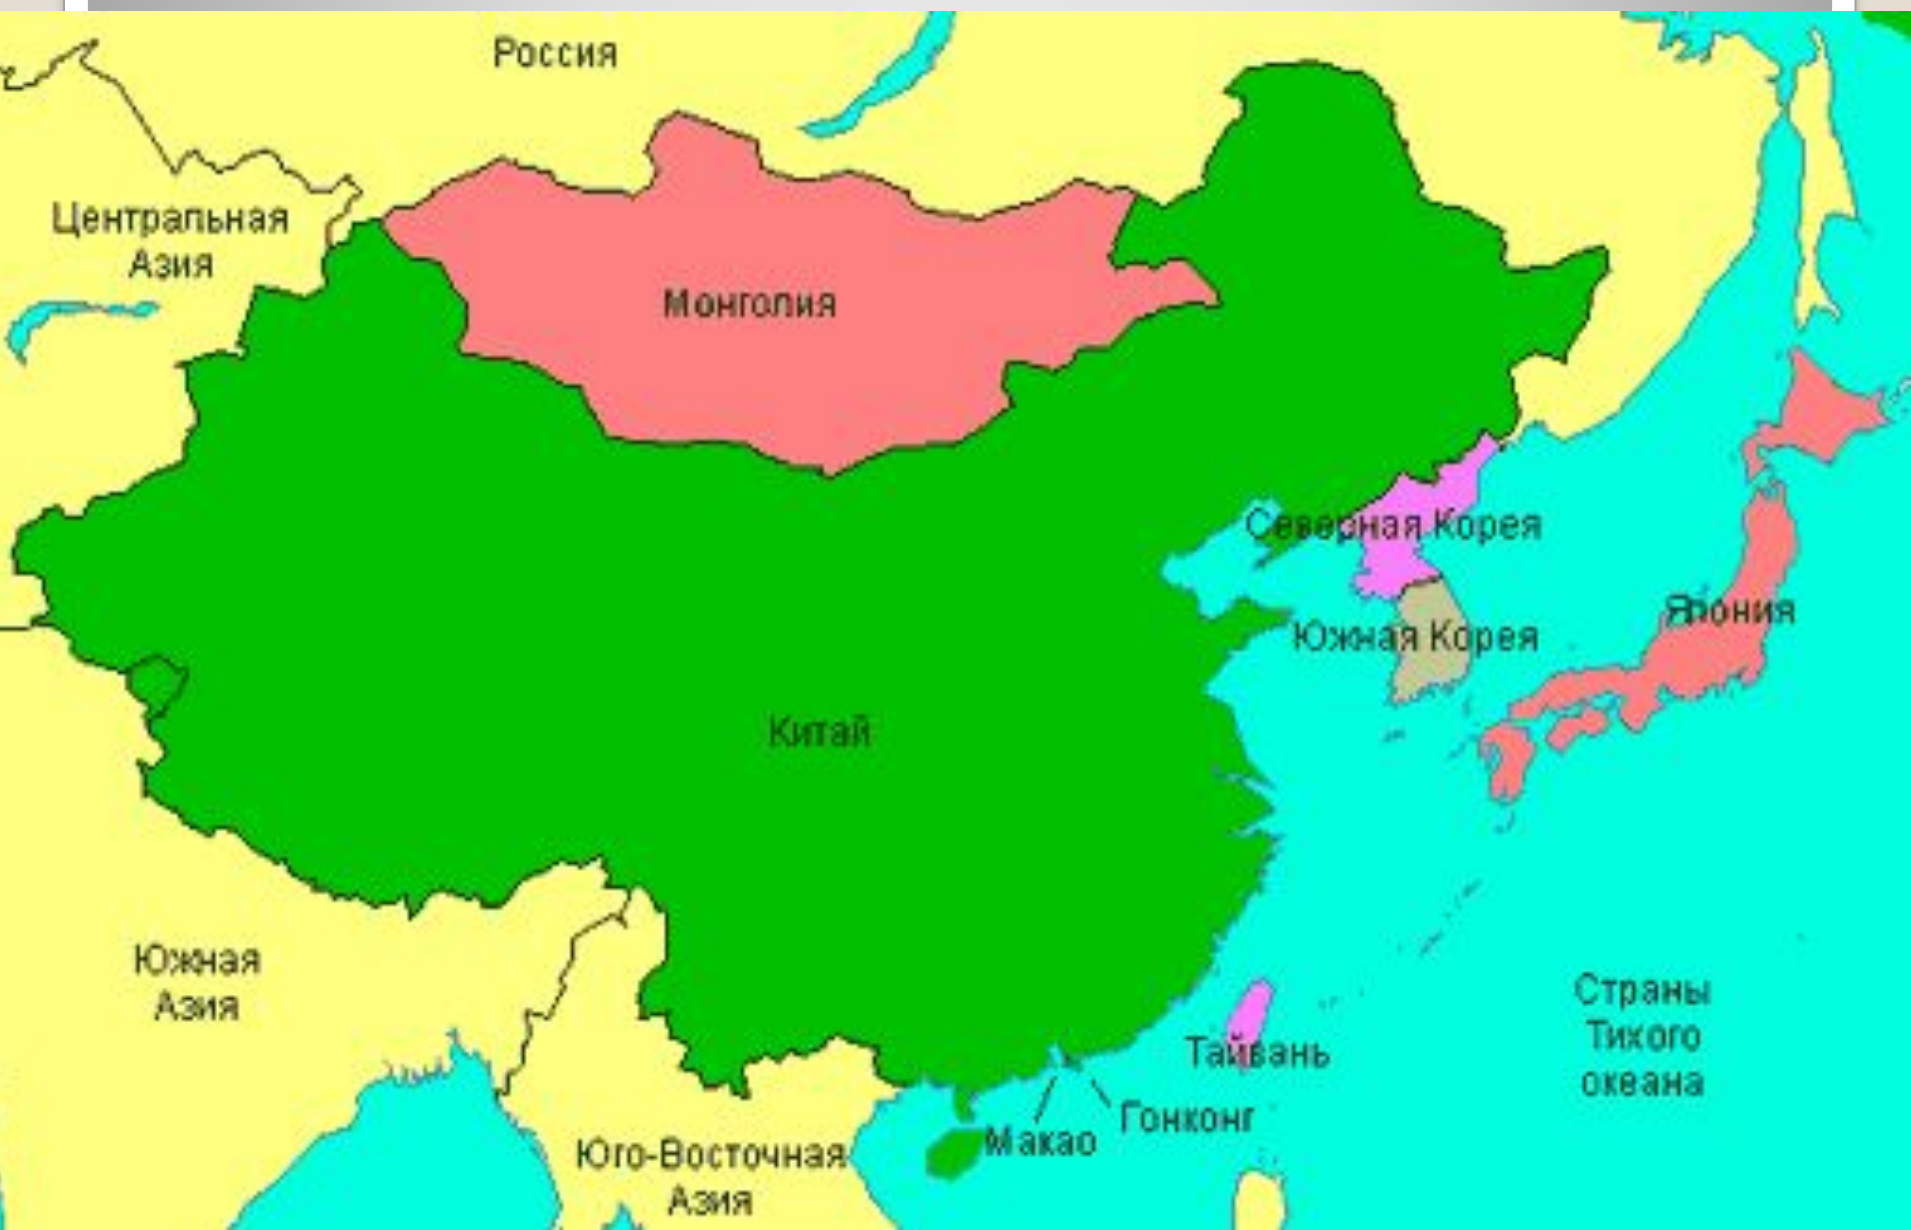 Россия
Центральная
Азия
Монголия
Северная Корея
Япония
Южная Корея
Китай
Южная
Азия
Страны
Тихого
океана
Тайвань
Гонконг
Макао
Юго-Восточная
Азия